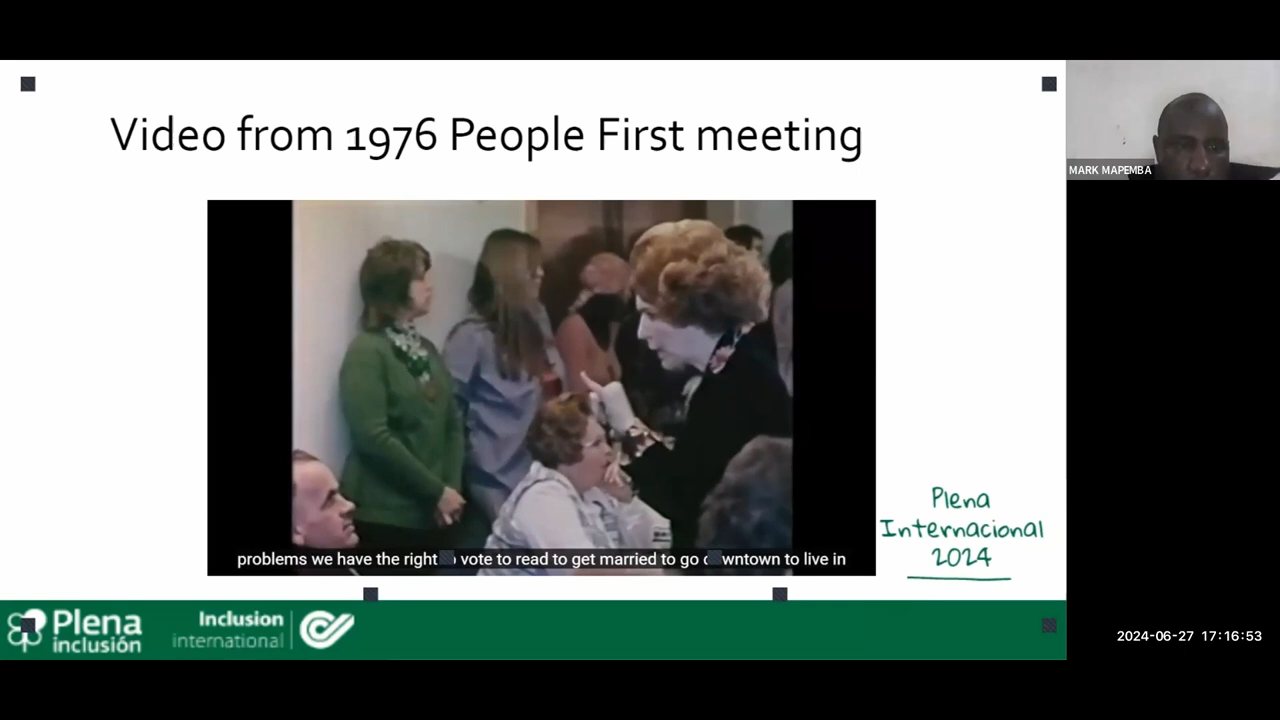 Video from 1976 People First meeting
MARK MAPEMBA
problems we have the right vote to read to get married to go wntown to live in
Plena
Internacional
2024
Plena
inclusión
Inclusion
international
2024-06-27 17:16:53